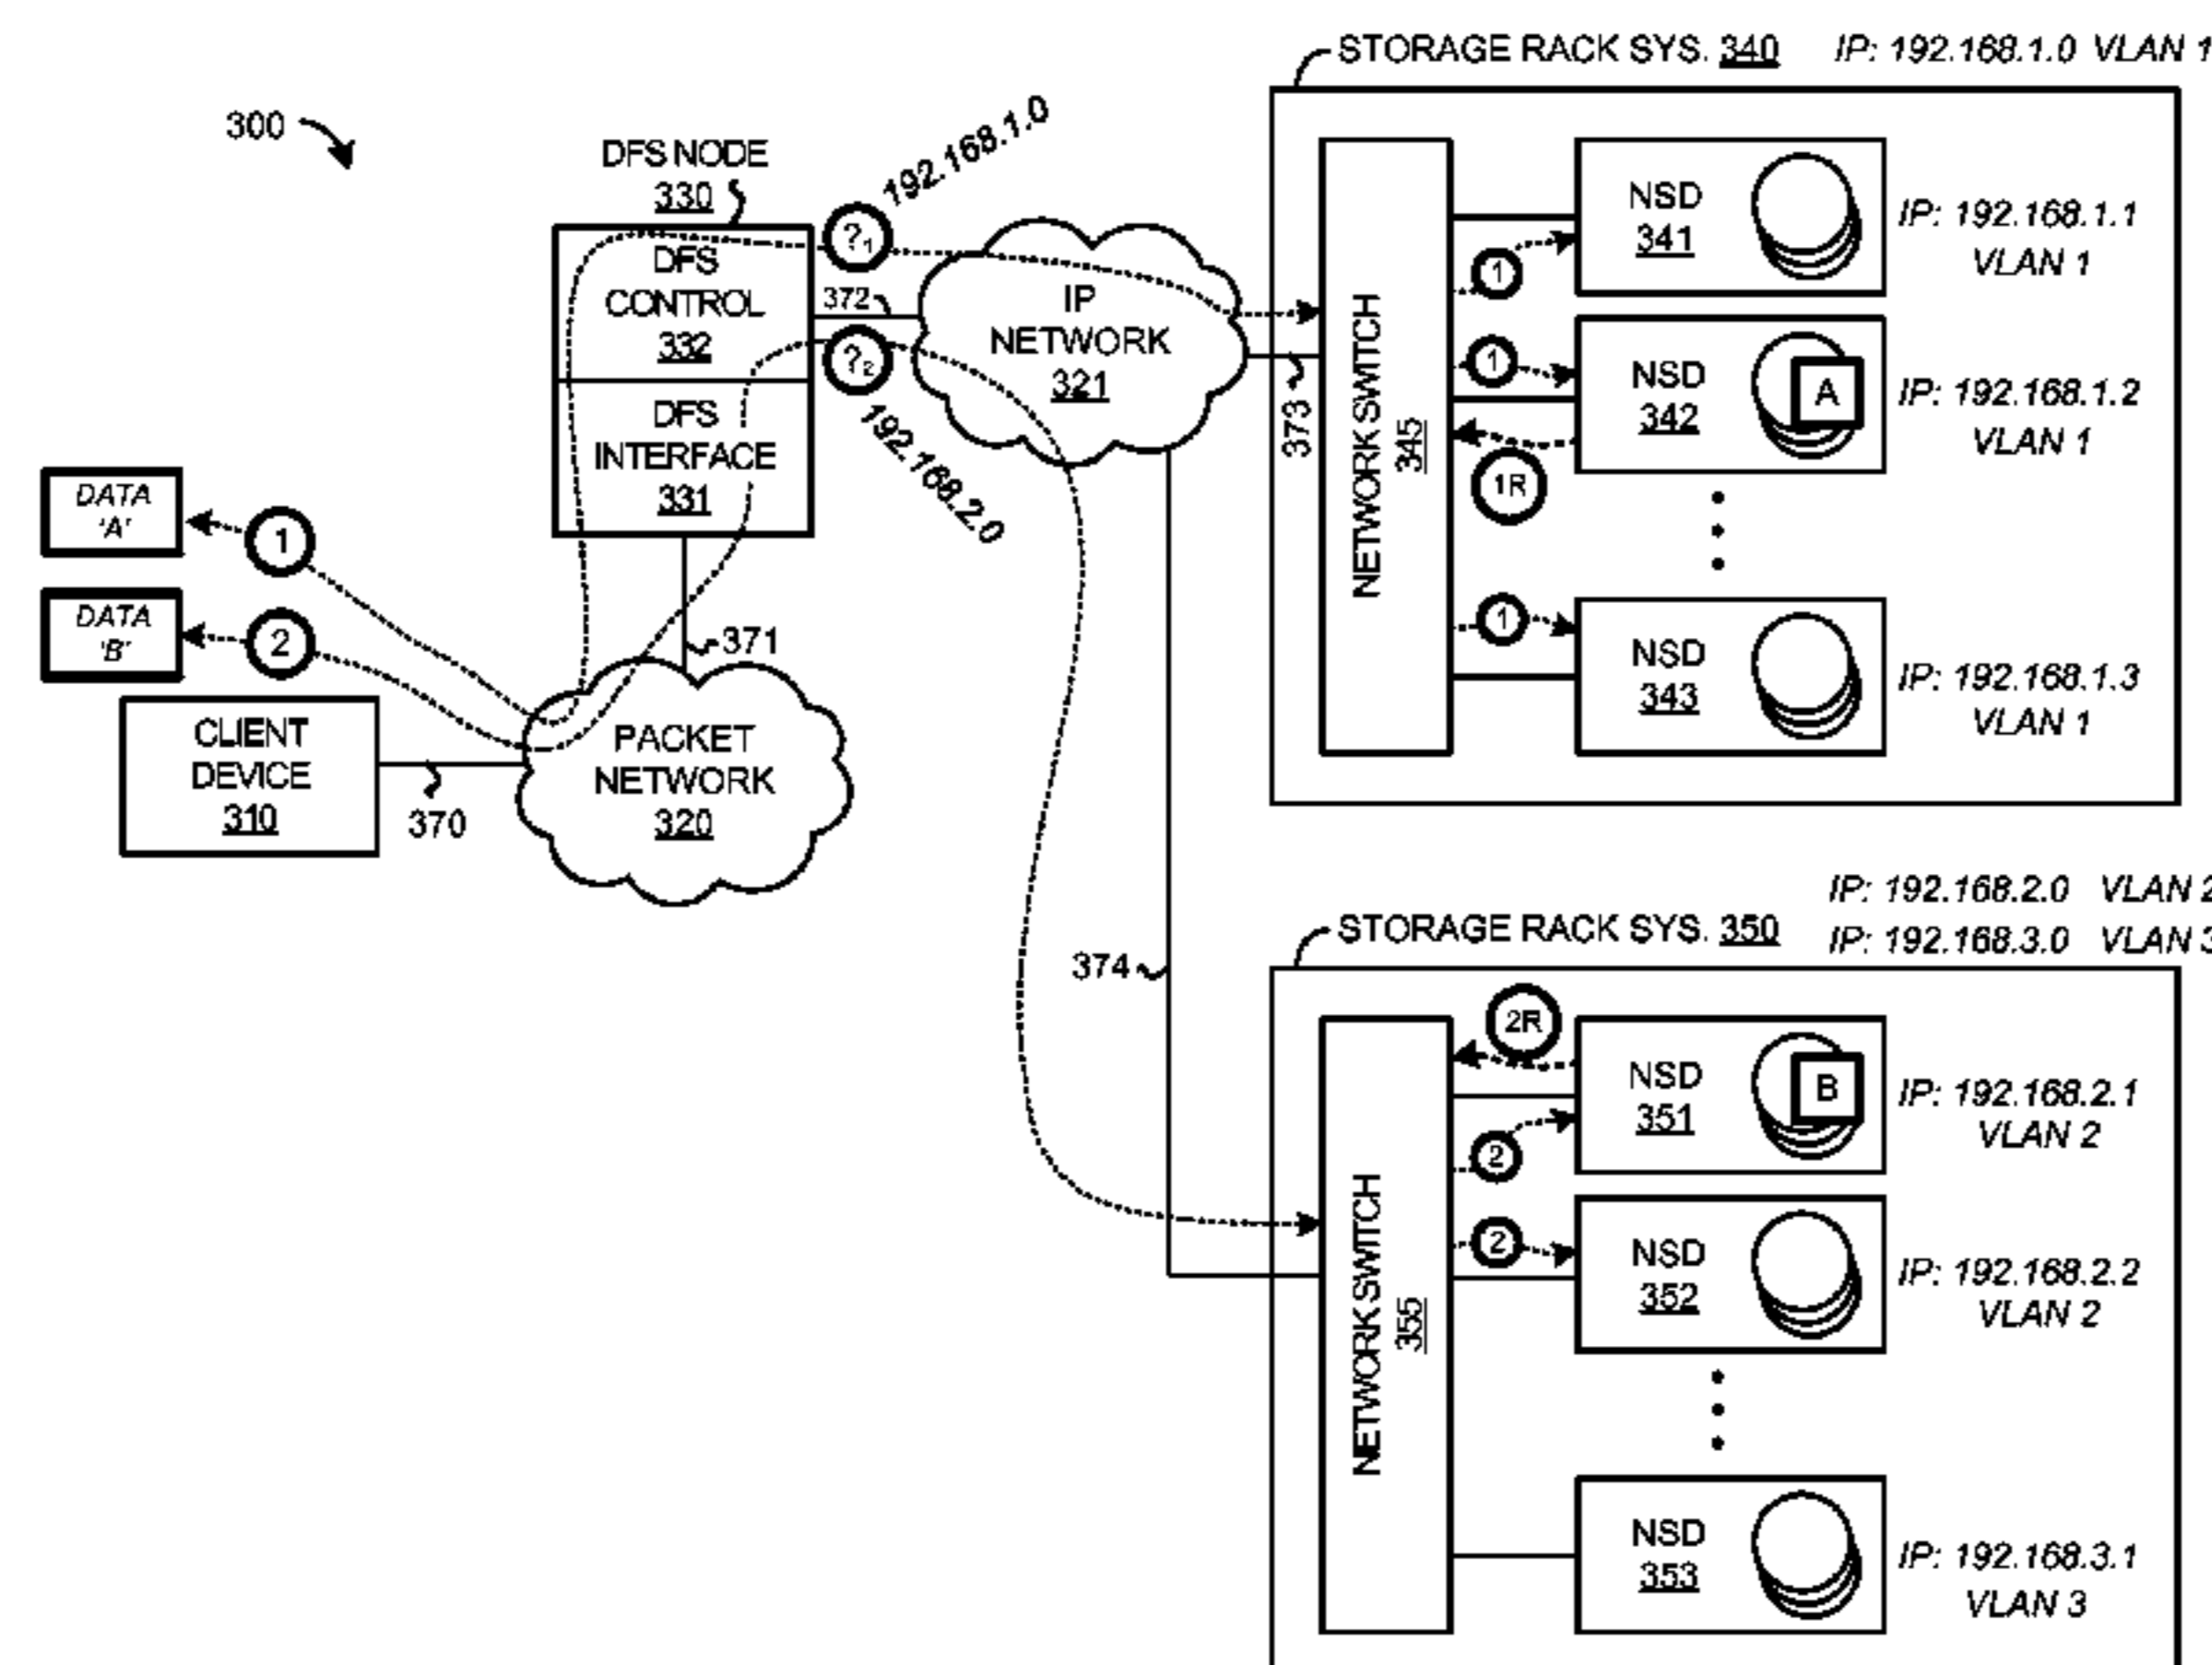 300
DFS NODE
330
DFS
CONTROL
332
DFS
INTERFACE
331
?1
192.168.1.0
372
?2
192.168.2.0
IP
NETWORK
321
373
374
DATA
'A'
1
DATA
'B'
2
CLIENT
DEVICE
310
370
371
PACKET
NETWORK
320
STORAGE RACK SYS. 340 IP: 192.168.1.0 VLAN 1
NETWORK SWITCH
345
NSD
341
IP: 192.168.1.1
VLAN 1
1
NSD
342
A
IP: 192.168.1.2
VLAN 1
1
1R
NSD
343
IP: 192.168.1.3
VLAN 1
1
IP: 192.168.2.0 VLAN 2
STORAGE RACK SYS. 350 IP: 192.168.3.0 VLAN 3
NETWORK SWITCH
355
2R
NSD
351
B
IP: 192.168.2.1
VLAN 2
2
NSD
352
IP: 192.168.2.2
VLAN 2
2
NSD
353
IP: 192.168.3.1
VLAN 3